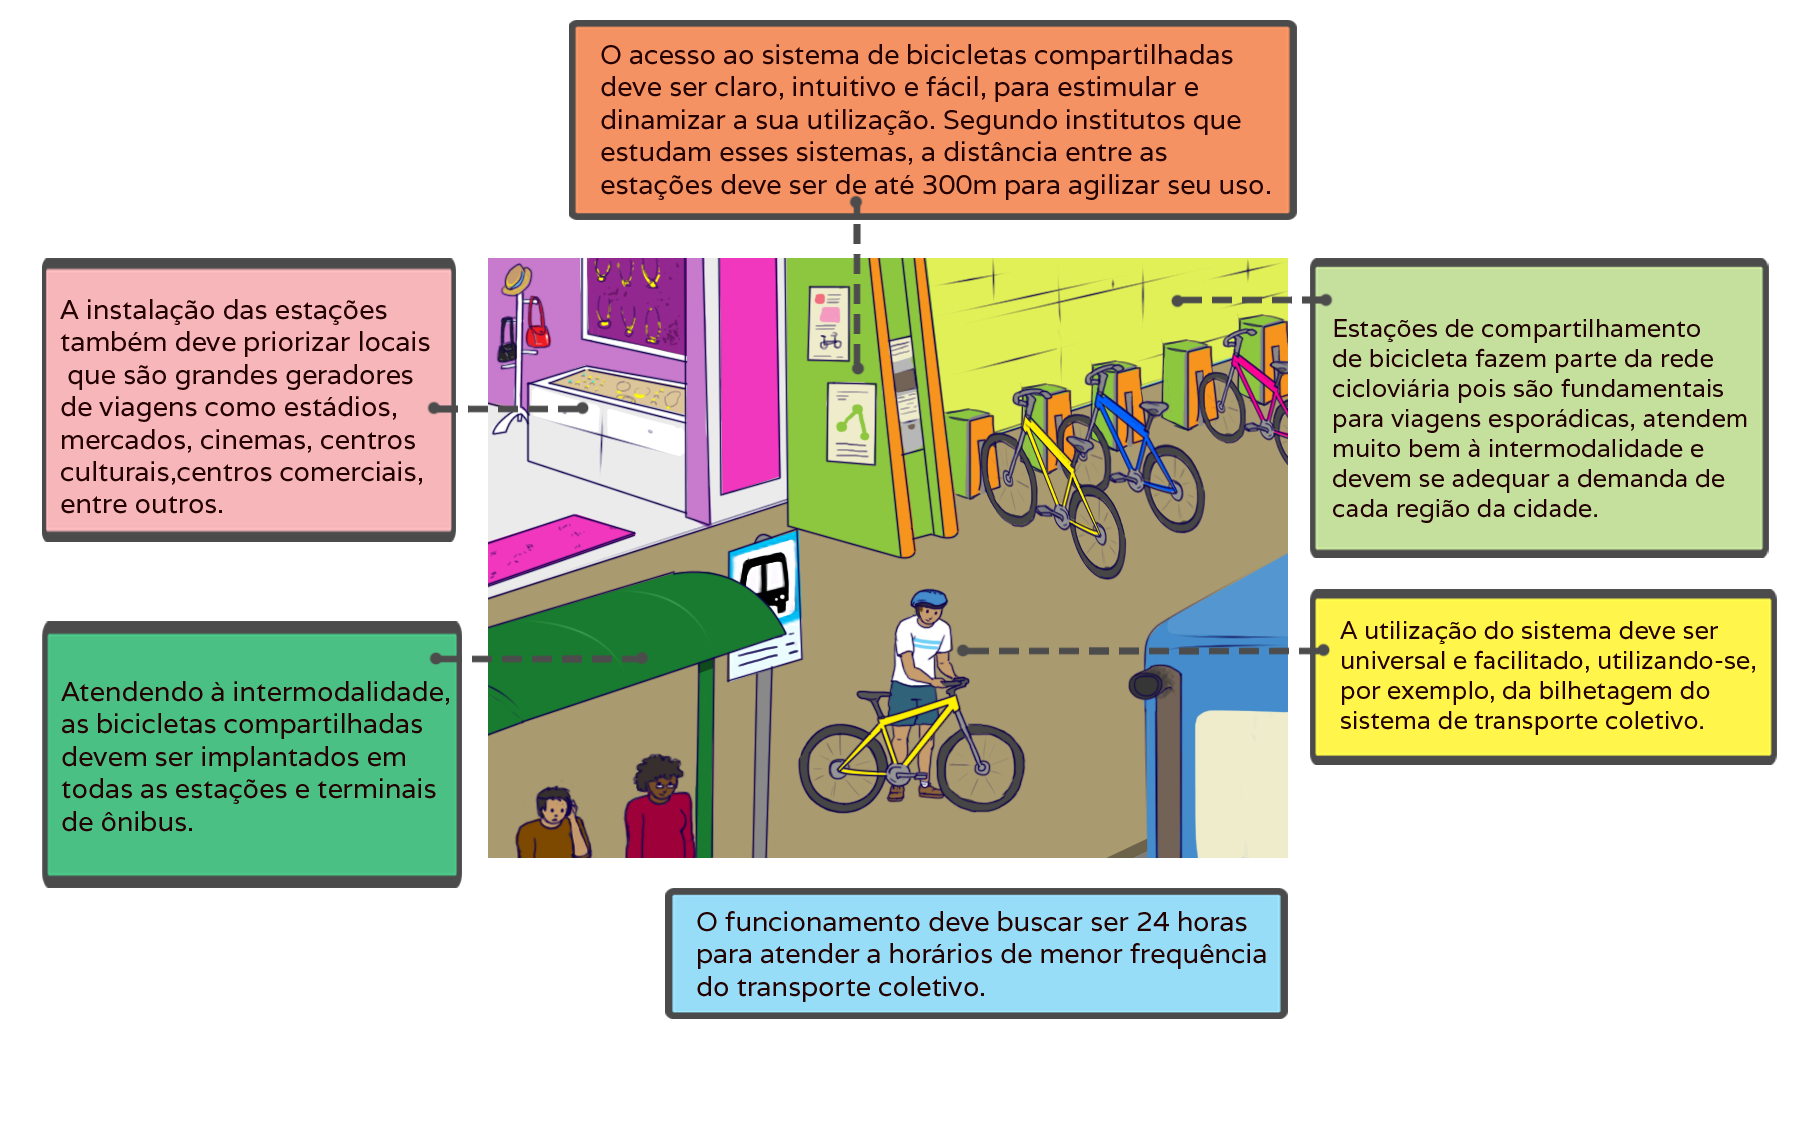 O acesso ao sistema de bicicletas compartilhadas
deve ser claro, intuitivo e fácil, para estimular e
dinamizar a sua utilização. Segundo institutos que
estudam esses sistemas, a distância entre as
estações deve ser de até 300m para agilizar seu uso.
A instalação das estações
também deve priorizar locais
que são grandes geradores
de viagens como estádios,
mercados, cinemas, centros
culturais,centros comerciais,
entre outros.
Estações de compartilhamento
de bicicleta fazem parte da rede
cicloviária pois são fundamentais
para viagens esporádicas, atendem
muito bem à intermodalidade e
devem se adequar a demanda de
cada região da cidade.
Atendendo à intermodalidade,
as bicicletas compartilhadas
devem ser implantados em
todas as estações e terminais
de ônibus.
A utilização do sistema deve ser
universal e facilitado, utilizando-se,
por exemplo, da bilhetagem do
sistema de transporte coletivo.
O funcionamento deve buscar ser 24 horas
para atender a horários de menor frequência
do transporte coletivo.